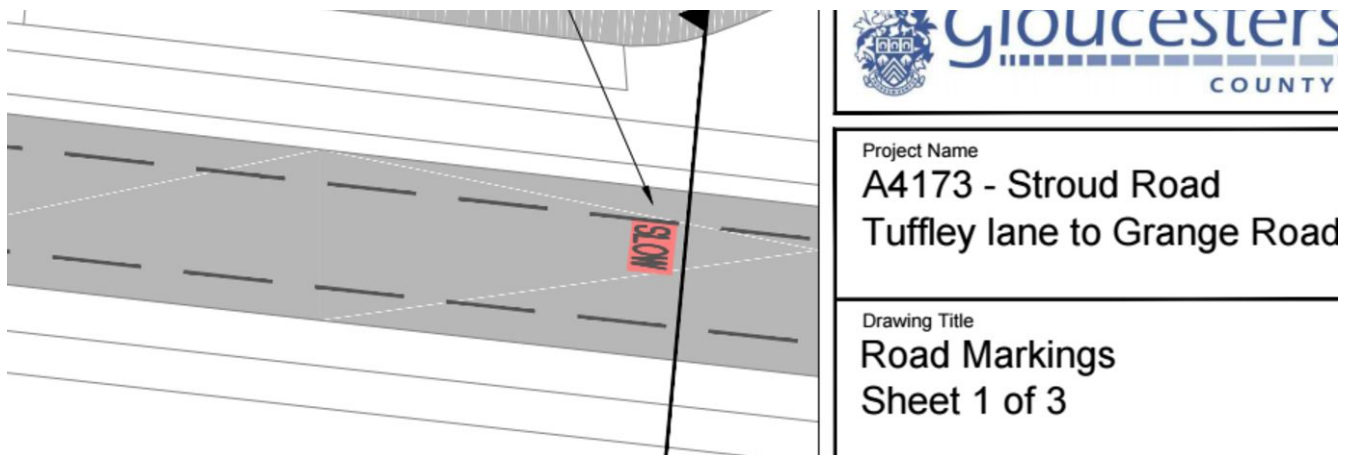 SLOW
Gloucesters
COUNTY
Project Name
A4173 - Stroud Road
Tuffley lane to Grange Road
Drawing Title
Road Markings
Sheet 1 of 3